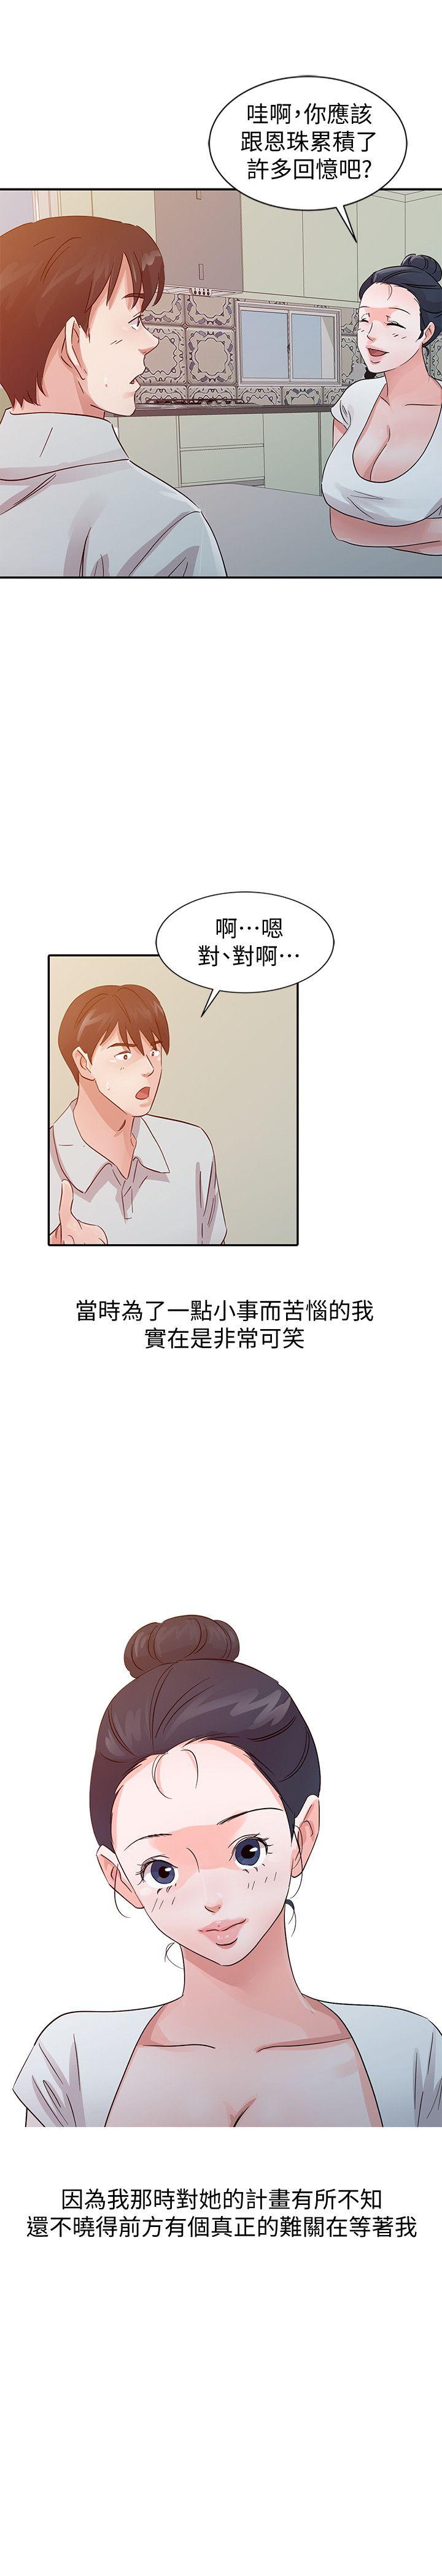 哇啊，你應該
跟恩珠累積了
許多回憶吧?
啊⋯嗯
對、對啊⋯
當時為了一點小事而苦惱的我
實在是非常可笑
因為我那時對她的計畫有所不知
還不曉得前方有個真正的難關在等著我